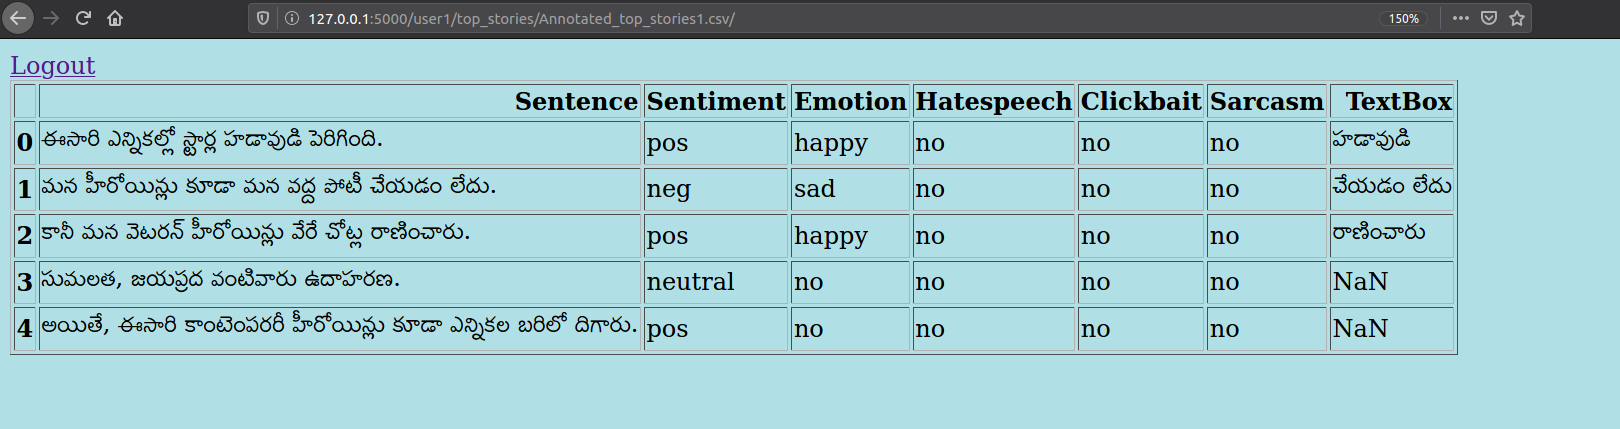 127.0.0.1:5000/user1/top_stories/Annotated_top_stories1.csv/ 150%
Logout
Sentence Sentiment Emotion Hatespeech Clickbait Sarcasm TextBox
0 ఈసారి ఎన్నికల్లో స్టార్ల హడావుడి పెరిగింది. pos happy no no no హడావుడి
1 మన హీరోయిన్లు కూడా మన వద్ద పోటీ చేయడం లేదు. neg sad no no no చేయడం లేదు
2 కానీ మన వెటరన్ హీరోయిన్లు వేరే చోట్ల రాణించారు. pos happy no no no రాణించారు
3 సుమలత, జయప్రద వంటివారు ఉదాహరణ. neutral no no no no NaN
4 అయితే, ఈసారి కాంటెంపరరీ హీరోయిన్లు కూడా ఎన్నికల బరిలో దిగారు. pos no no no no NaN